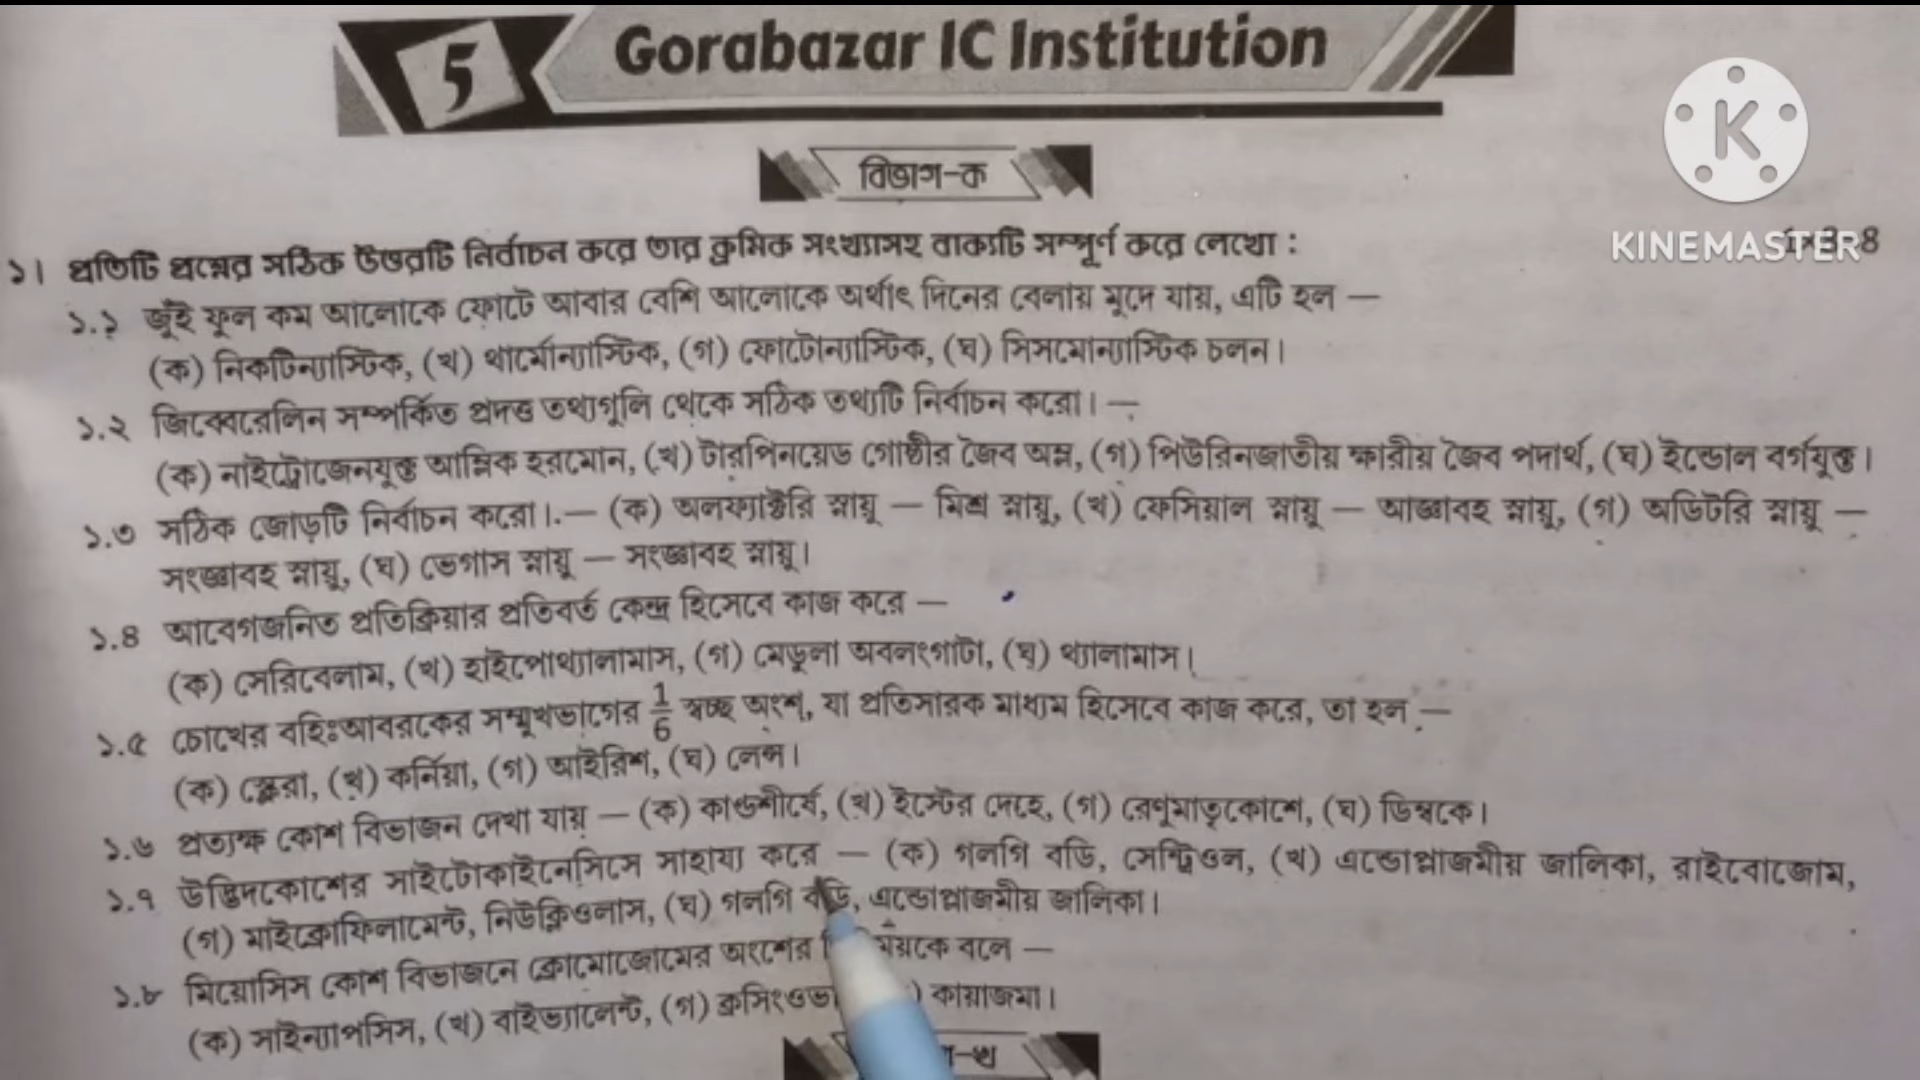 5 Gorabazar IC Institution
বিভাগ-ক
K
KINEMASTER
১। প্রতিটি প্রশ্নের সঠিক উত্তরটি নির্বাচন করে তার ক্রমিক সংখ্যাসহ বাক্যটি সম্পূর্ণ করে লেখো :
১.১ জুঁই ফুল কম আলোকে ফোটে আবার বেশি আলোকে অর্থাৎ দিনের বেলায় মুদে যায়, এটি হল —
(ক) নিকটিন্যাস্টিক, (খ) থার্মোন্যাস্টিক, (গ) ফোটোন্যাস্টিক, (ঘ) সিসমোন্যাস্টিক চলন।
১.২ জিব্বেরেলিন সম্পর্কিত প্রদত্ত তথ্যগুলি থেকে সঠিক তথ্যটি নির্বাচন করো। —
(ক) নাইট্রোজেনযুক্ত আম্লিক হরমোন, (খ) টারপিনয়েড গোষ্ঠীর জৈব অম্ল, (গ) পিউরিনজাতীয় ক্ষারীয় জৈব পদার্থ, (ঘ) ইন্ডোল বর্গযুক্ত।
১.৩ সঠিক জোড়টি নির্বাচন করো। — (ক) অলফ্যাক্টরি স্নায়ু — মিশ্র স্নায়ু, (খ) ফেসিয়াল স্নায়ু — আজ্ঞাবহ স্নায়ু, (গ) অডিটরি স্নায়ু —
সংজ্ঞাবহ স্নায়ু, (ঘ) ভেগাস স্নায়ু — সংজ্ঞাবহ স্নায়ু।
১.৪ আবেগজনিত প্রতিক্রিয়ার প্রতিবর্ত কেন্দ্র হিসেবে কাজ করে —
(ক) সেরিবেলাম, (খ) হাইপোথ্যালামাস, (গ) মেডুলা অবলংগাটা, (ঘ) থ্যালামাস।
১.৫ চোখের বহিঃআবরকের সম্মুখভাগের 1/6 স্বচ্ছ অংশ, যা প্রতিসারক মাধ্যম হিসেবে কাজ করে, তা হল —
(ক) স্ক্লেরা, (খ) কর্নিয়া, (গ) আইরিশ, (ঘ) লেন্স।
১.৬ প্রত্যক্ষ কোশ বিভাজন দেখা যায় — (ক) কাণ্ডশীর্ষে, (খ) ইস্টের দেহে, (গ) রেণুমাতৃকোশে, (ঘ) ডিম্বকে।
১.৭ উদ্ভিদকোশের সাইটোকাইনেসিসে সাহায্য করে — (ক) গলগি বডি, সেন্ট্রিওল, (খ) এন্ডোপ্লাজমীয় জালিকা, রাইবোজোম,
(গ) মাইক্রোফিলামেন্ট, নিউক্লিওলাস, (ঘ) গলগি বডি, এন্ডোপ্লাজমীয় জালিকা।
১.৮ মিয়োসিস কোশ বিভাজনে ক্রোমোজোমের অংশের বলে —
(ক) সাইন্যাপসিস, (খ) বাইভ্যালেন্ট, (গ) কায়াজমা।